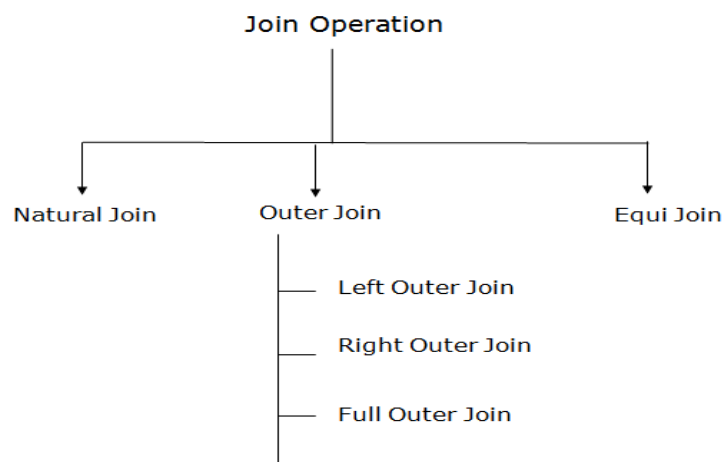 Join Operation
Natural Join
Outer Join
Equi Join
Left Outer Join
Right Outer Join
Full Outer Join